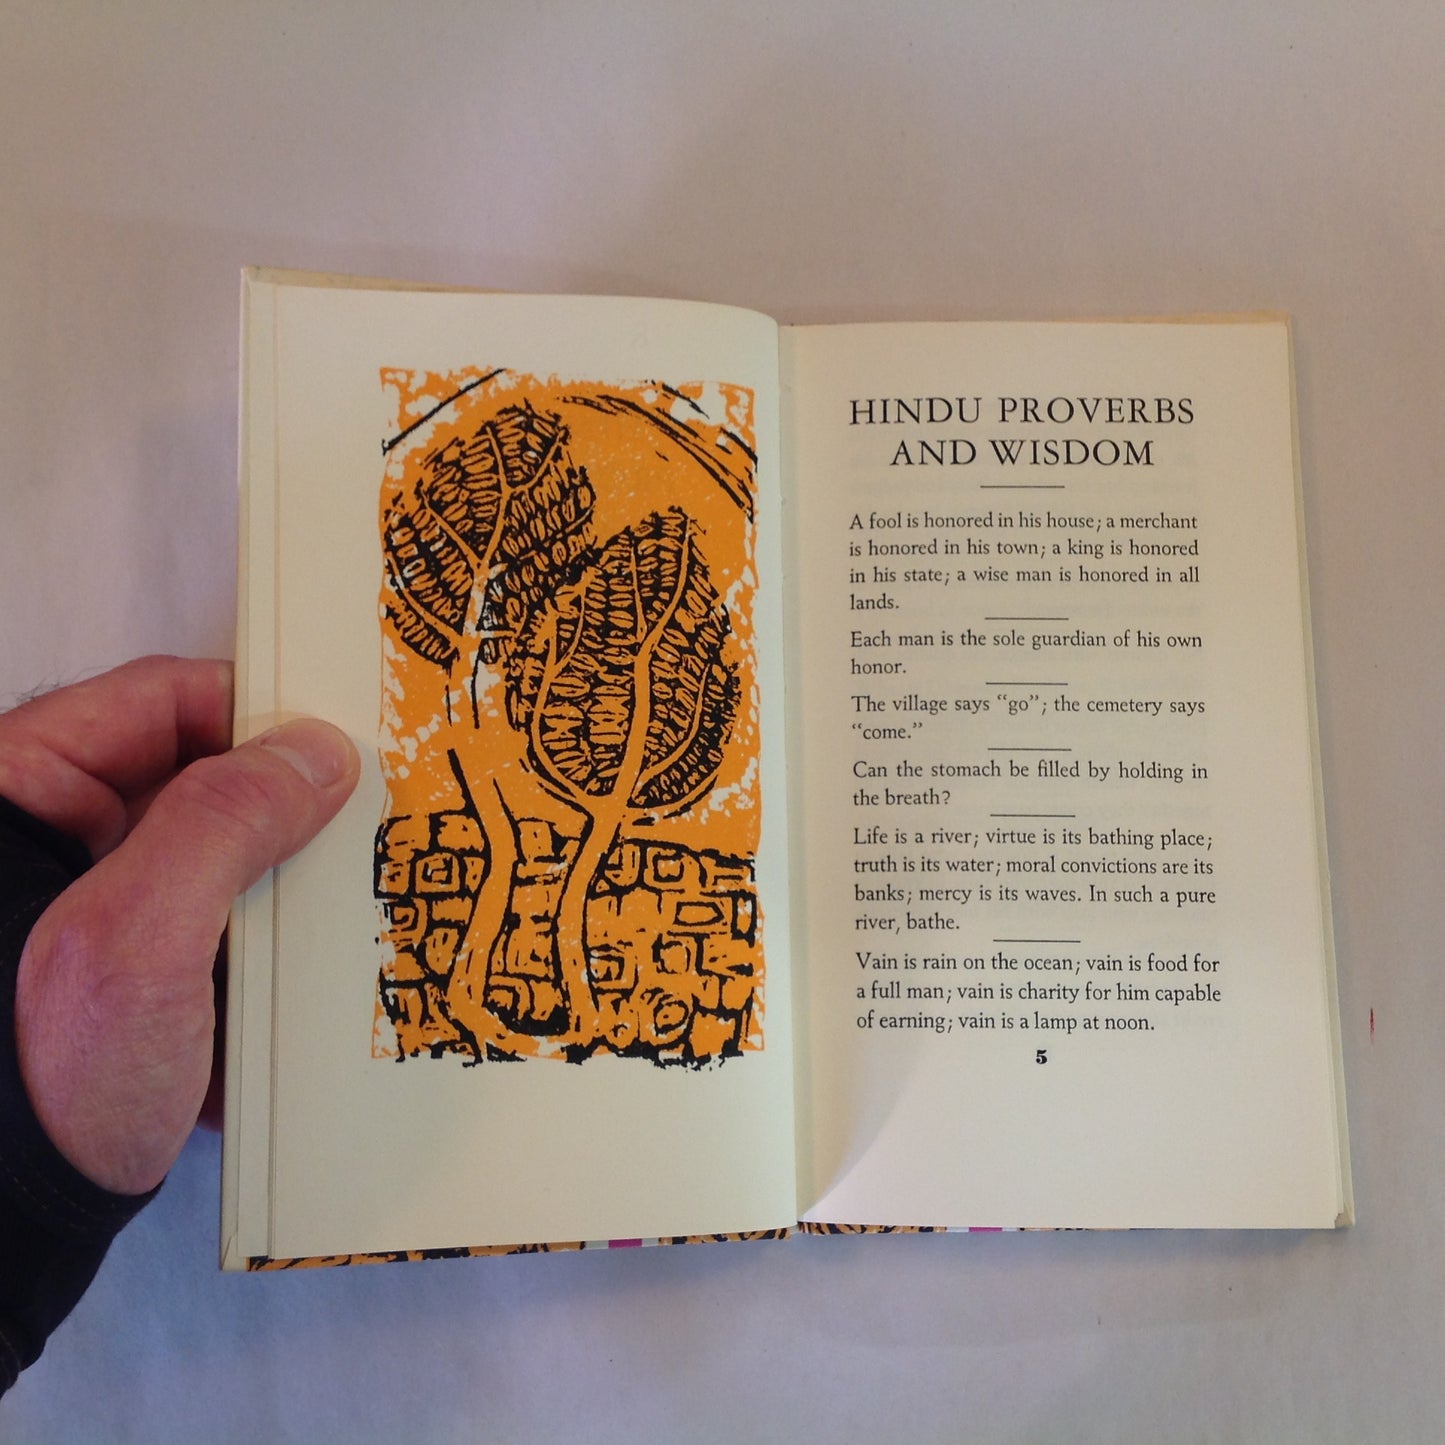 HINDU PROVERBS
AND WISDOM
A fool is honored in his house; a merchant
is honored in his town; a king is honored
in his state; a wise man is honored in all
lands.
Each man is the sole guardian of his own
honor.
The village says “go”; the cemetery says
“come.”
Can the stomach be filled by holding in
the breath?
Life is a river; virtue is its bathing place;
truth is its water; moral convictions are its
banks; mercy is its waves. In such a pure
river, bathe.
Vain is rain on the ocean; vain is food for
a full man; vain is charity for him capable
of earning; vain is a lamp at noon.
5